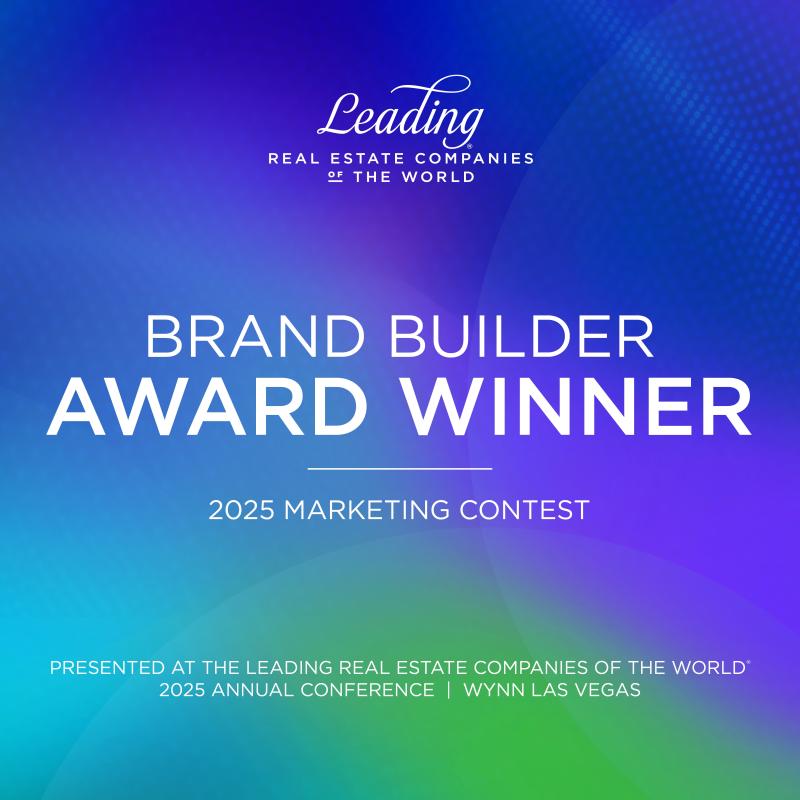 Leading®
REAL ESTATE COMPANIES
OF THE WORLD
BRAND BUILDER
AWARD WINNER
2025 MARKETING CONTEST
PRESENTED AT THE LEADING REAL ESTATE COMPANIES OF THE WORLD®
2025 ANNUAL CONFERENCE | WYNN LAS VEGAS